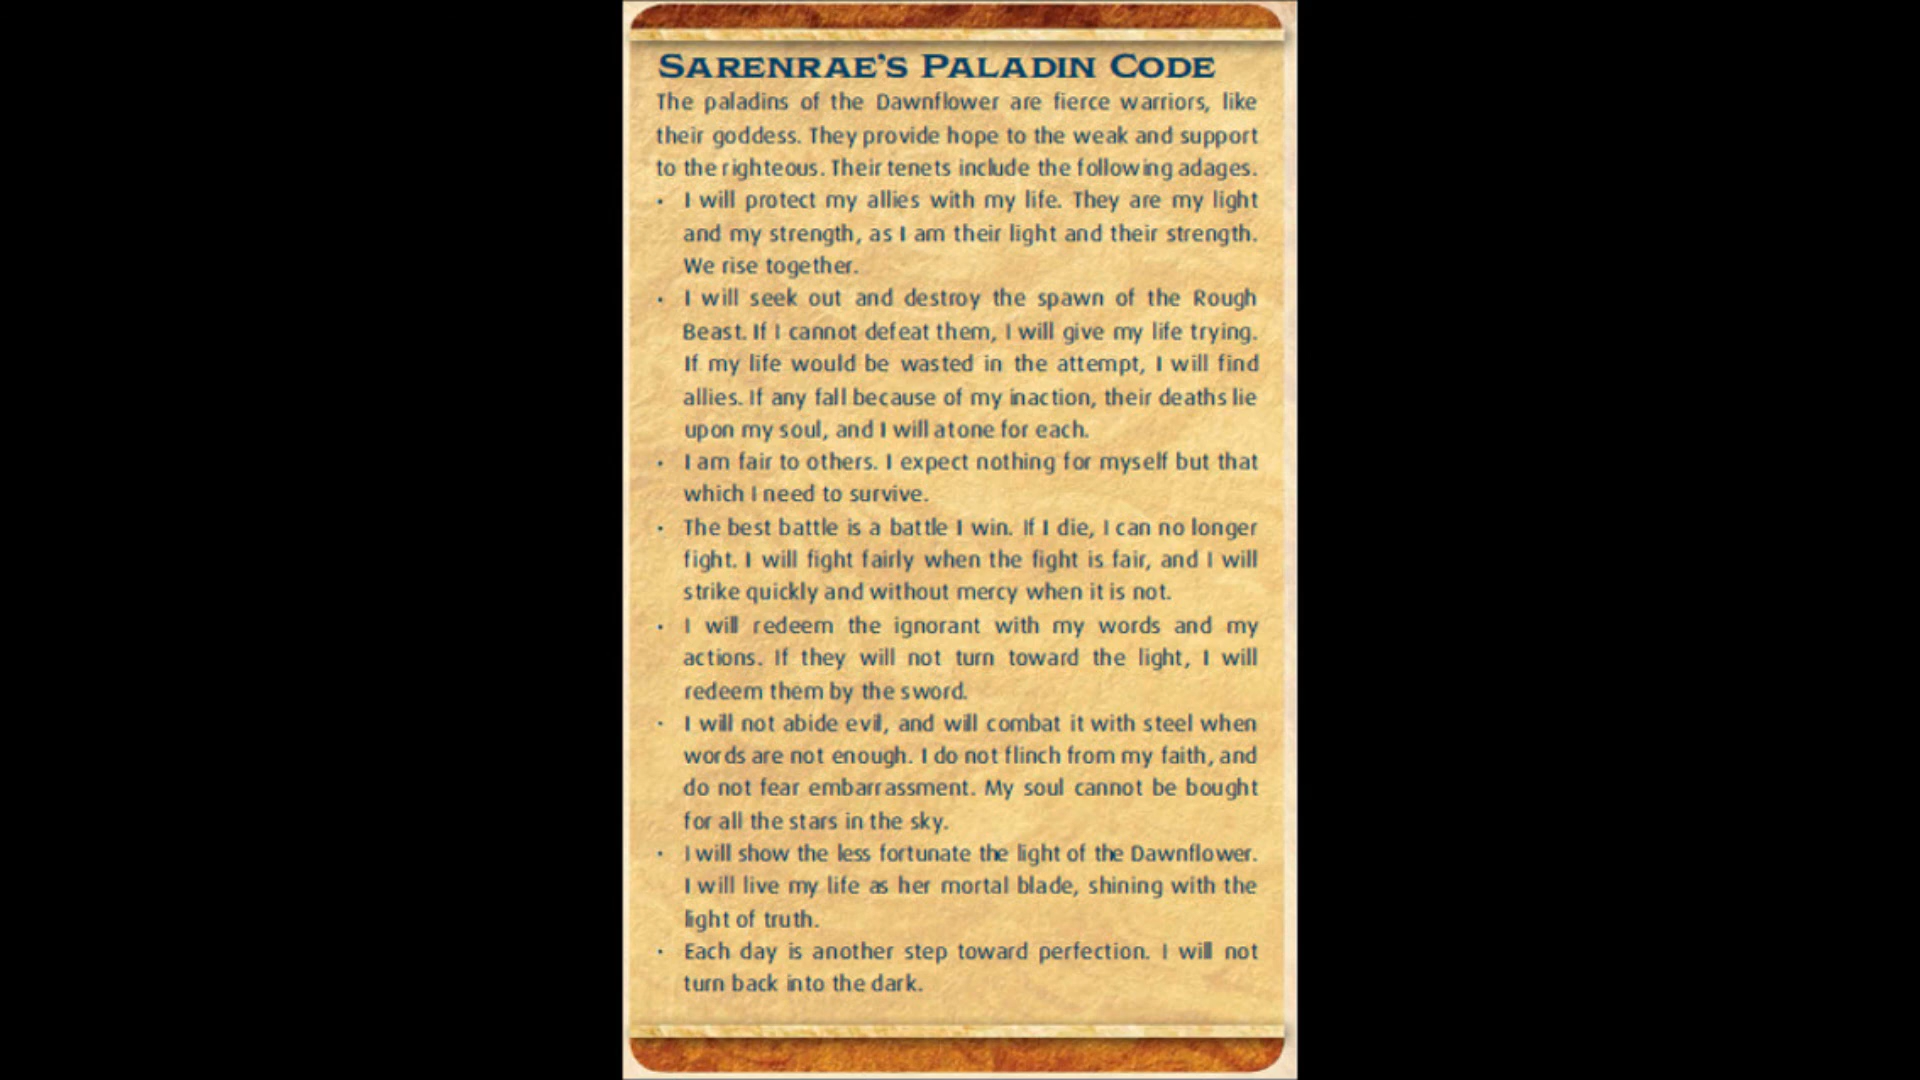 SARENRAE'S PALADIN CODE
The paladins of the Dawnflower are fierce warriors, like
their goddess. They provide hope to the weak and support
to the righteous. Their tenets include the following adages.
• I will protect my allies with my life. They are my light
and my strength, as I am their light and their strength.
We rise together.
• I will seek out and destroy the spawn of the Rough
Beast. If I cannot defeat them, I will give my life trying.
If my life would be wasted in the attempt, I will find
allies. If any fall because of my inaction, their deaths lie
upon my soul, and I will atone for each.
• I am fair to others. I expect nothing for myself but that
which I need to survive.
• The best battle is a battle I win. If I die, I can no longer
fight. I will fight fairly when the fight is fair, and I will
strike quickly and without mercy when it is not.
• I will redeem the ignorant with my words and my
actions. If they will not turn toward the light, I will
redeem them by the sword.
• I will not abide evil, and will combat it with steel when
words are not enough. I do not flinch from my faith, and
do not fear embarrassment. My soul cannot be bought
for all the stars in the sky.
• I will show the less fortunate the light of the Dawnflower.
I will live my life as her mortal blade, shining with the
light of truth.
• Each day is another step toward perfection. I will not
turn back into the dark.